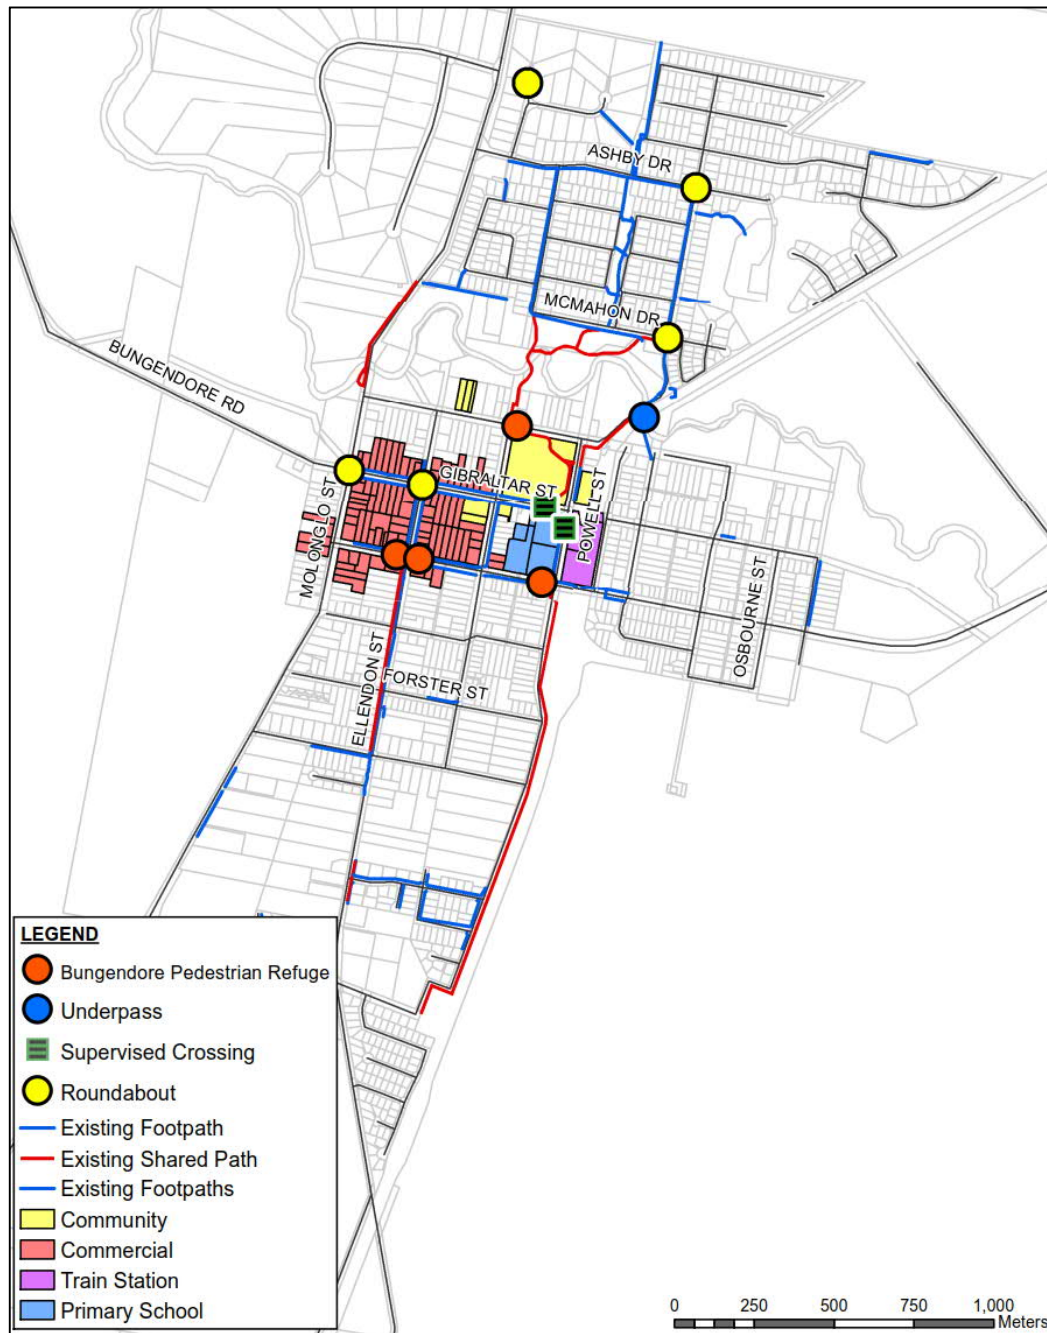 ASHBY DR
MCMAHON DR
BUNGENDORE RD
GIBRALTAR ST
MOLONGLO ST
POWELL ST
OSBOURNE ST
ELLENDON ST
FORSTER ST
LEGEND
Bungendore Pedestrian Refuge
Underpass
Supervised Crossing
Roundabout
Existing Footpath
Existing Shared Path
Existing Footpaths
Community
Commercial
Train Station
Primary School
0 250 500 750 1,000
Meters